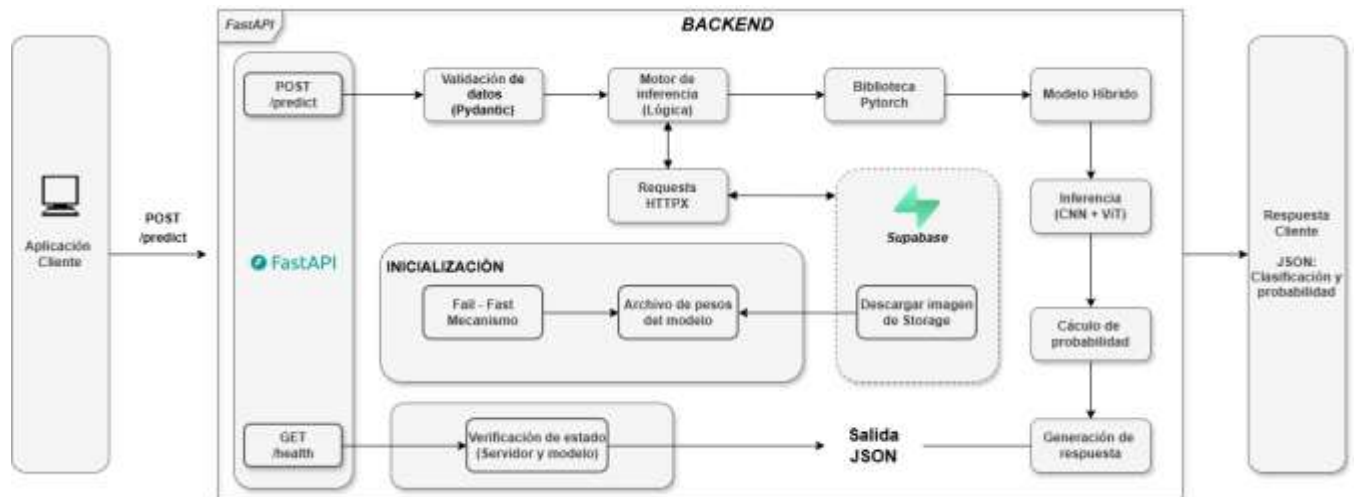 FastAPI
BACKEND
POST
/predict
Validación de
datos
(Pydantic)
Motor de
inferencia
(Lógica)
Biblioteca
Pytorch
Modelo Híbrido
Requests
HTTPX
Supabase
Inferencia
(CNN + ViT)
Aplicación
Cliente
POST
/predict
FastAPI
Respuesta
Cliente
JSON:
Clasificación y
probabilidad
INICIALIZACIÓN
Fail - Fast
Mecanismo
Archivo de pesos
del modelo
Descargar imagen
de Storage
Cáculo de
probabilidad
GET
/health
Verificación de estado
(Servidor y modelo)
Salida
JSON
Generación de
respuesta